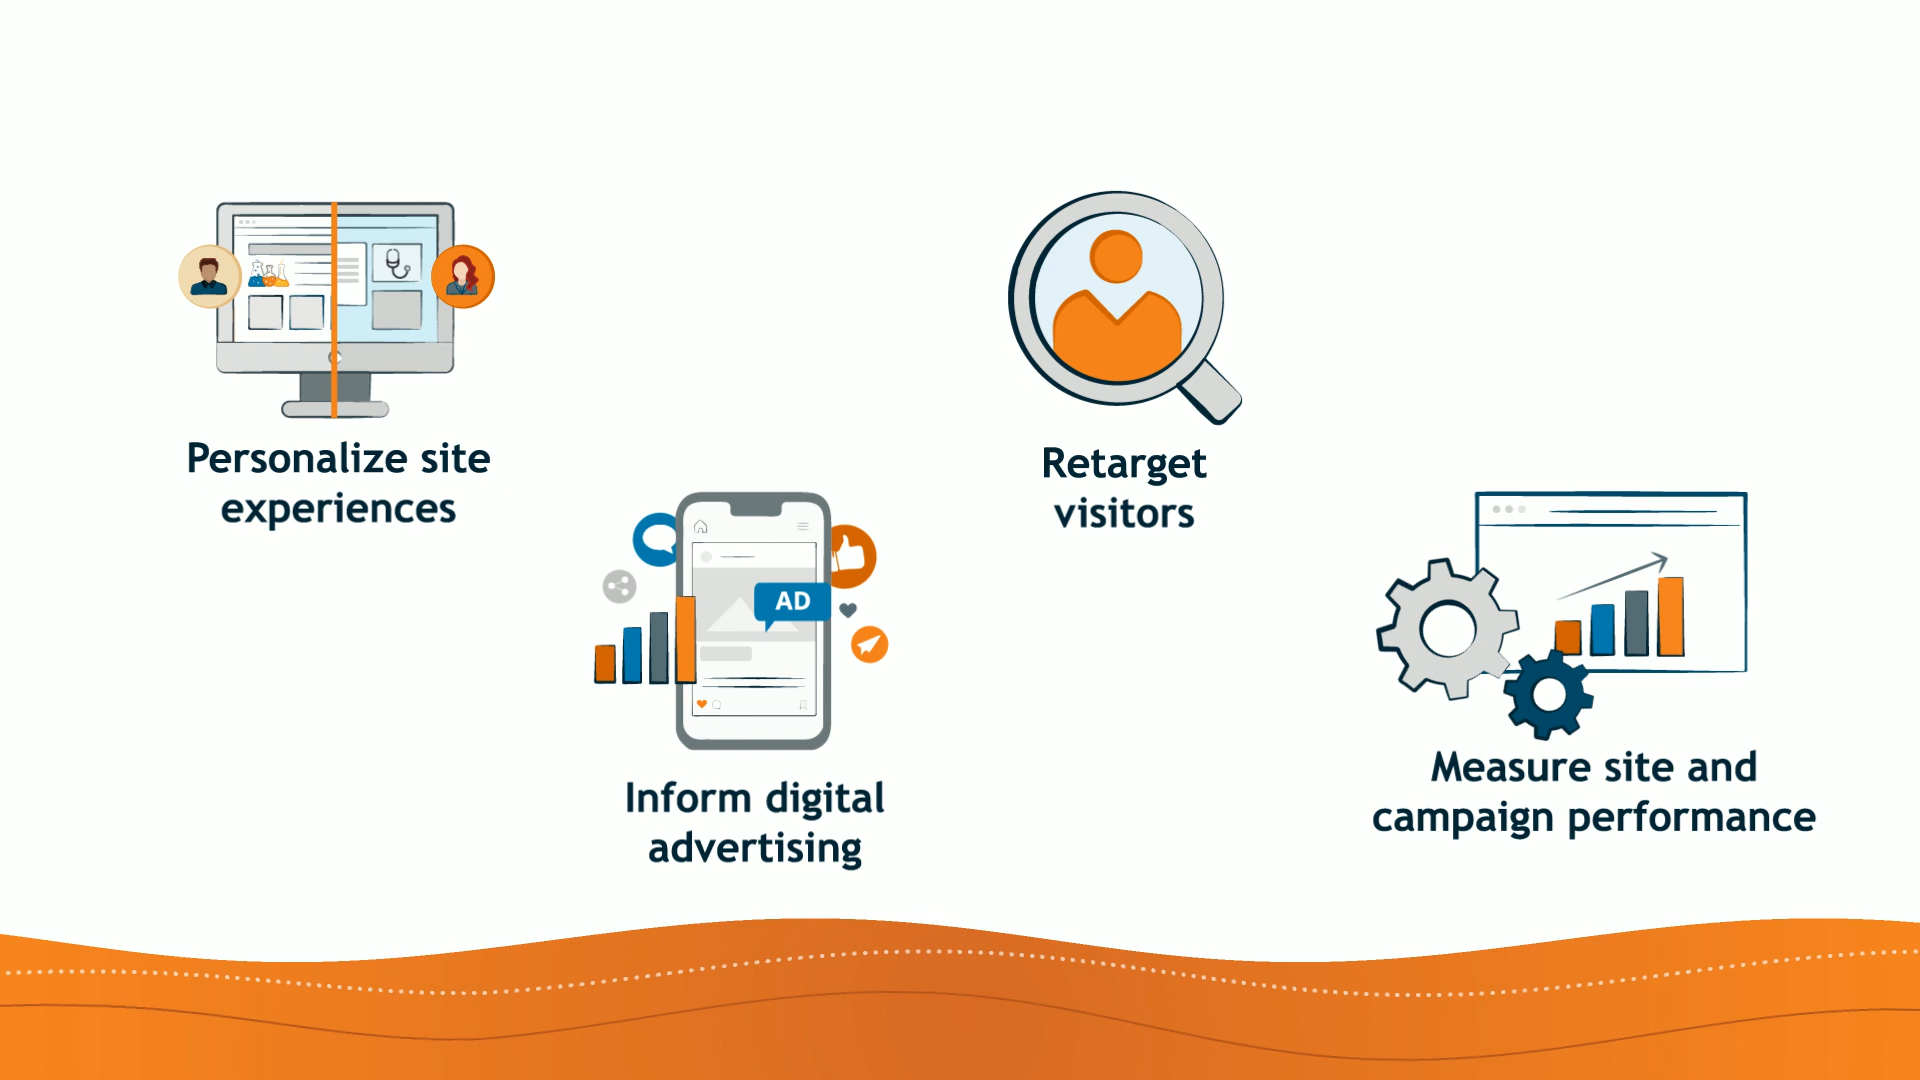 Personalize site
experiences
Inform digital
advertising
AD
Retarget
visitors
Measure site and
campaign performance